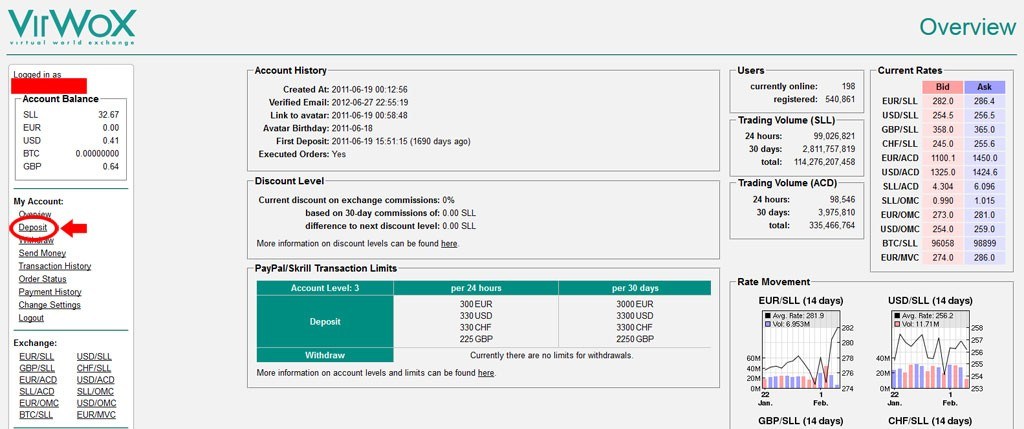 VirWoX
virtual world exchange
Overview
Logged in as
Account Balance
SLL 32.67
EUR 0.00
USD 0.41
BTC 0.00000000
GBP 0.64
My Account:
Overview
Deposit
Withdraw
Send Money
Transaction History
Order Status
Payment History
Change Settings
Logout
Exchange:
EUR/SLL USD/SLL
GBP/SLL CHF/SLL
EUR/ACD USD/ACD
SLL/ACD SLL/OMC
EUR/OMC USD/OMC
BTC/SLL EUR/MVC
Account History
Created At: 2011-06-19 00:12:56
Verified Email: 2012-06-27 22:55:19
Link to avatar: 2011-06-19 00:58:48
Avatar Birthday: 2011-06-18
First Deposit: 2011-06-19 15:51:15 (1690 days ago)
Executed Orders: Yes
Discount Level
Current discount on exchange commissions: 0%
based on 30-day commissions of: 0.00 SLL
difference to next discount level: 0.00 SLL
More information on discount levels can be found here.
PayPal/Skrill Transaction Limits
Account Level: 3 per 24 hours per 30 days
Deposit
300 EUR 3000 EUR
330 USD 3300 USD
330 CHF 3300 CHF
225 GBP 2250 GBP
Withdraw Currently there are no limits for withdrawals.
More information on account levels and limits can be found here.
Users
currently online: 198
registered: 540,861
Trading Volume (SLL)
24 hours: 99,026,821
30 days: 2,811,757,819
total: 114,276,207,458
Trading Volume (ACD)
24 hours: 98,546
30 days: 3,975,810
total: 335,466,764
Current Rates
Bid Ask
EUR/SLL 282.0 286.4
USD/SLL 254.5 256.5
GBP/SLL 358.0 365.0
CHF/SLL 245.0 255.6
EUR/ACD 1100.1 1450.0
USD/ACD 1325.0 1424.6
SLL/ACD 4.304 6.096
SLL/OMC 0.990 1.015
EUR/OMC 273.0 281.0
USD/OMC 254.0 259.0
BTC/SLL 96058 98899
EUR/MVC 274.0 286.0
Rate Movement
EUR/SLL (14 days)
Avg. Rate: 281.9
Vol: 6.953M
282
280
278
276
274
60M
40M
20M
0M
22 1
Jan. Feb.
USD/SLL (14 days)
Avg. Rate: 256.2
Vol: 11.71M
258
257
256
255
254
253
40M
20M
0M
22 1
Jan. Feb.
GBP/SLL (14 days)
CHF/SLL (14 days)